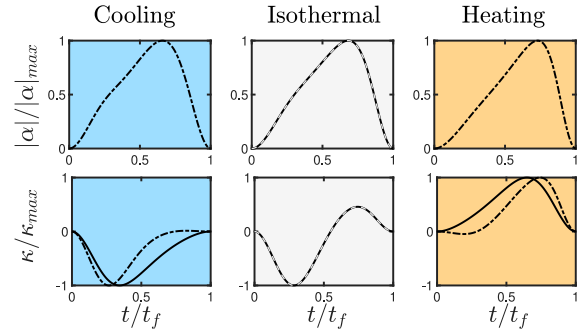 Cooling Isothermal Heating
|α|/|α|max
1 1 1
0.5 0.5 0.5
0 0 0
0 0.5 1 0 0.5 1 0 0.5 1
κ/κmax
1 1 1
0 0 0
-1 -1 -1
0 0.5 1 0 0.5 1 0 0.5 1
t/tf t/tf t/tf